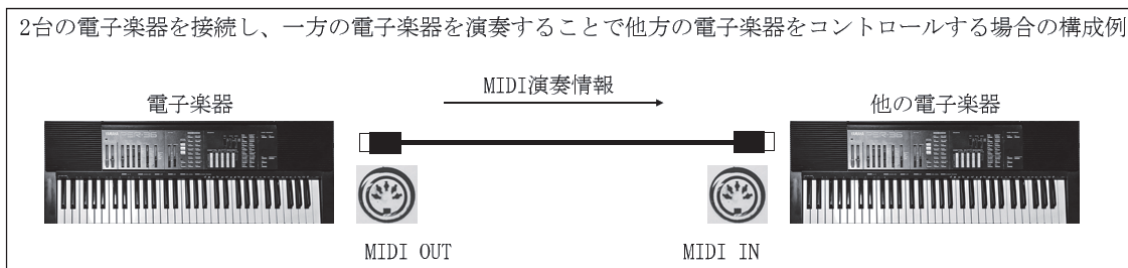 2台の電子楽器を接続し、一方の電子楽器を演奏することで他方の電子楽器をコントロールする場合の構成例
MIDI演奏情報
電子楽器
他の電子楽器
MIDI OUT
MIDI IN